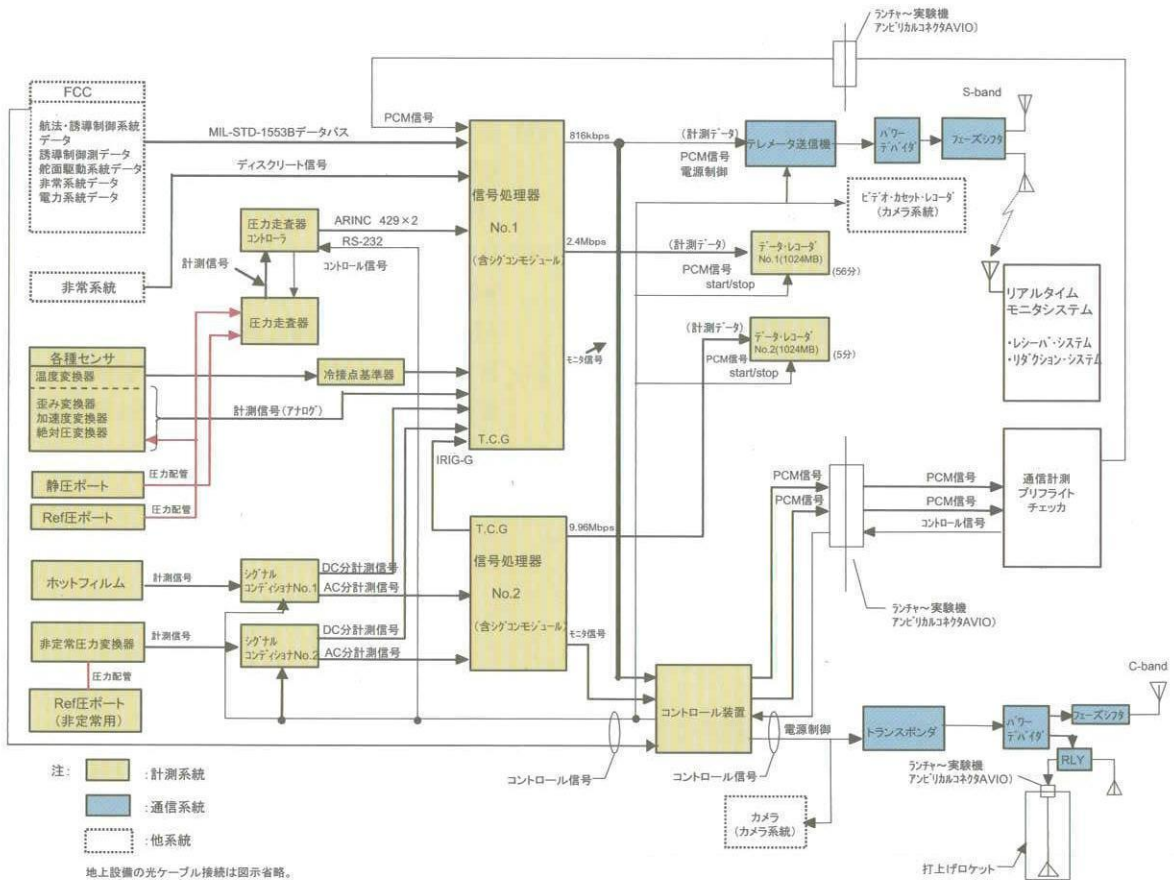 ランチャ～実験機
アンビリカルコネクタAVIO)
FCC
航法・誘導制御系統
データ
誘導制御測データ
舵面駆動系統データ
非常系統データ
電力系統データ
MIL-STD-1553Bデータバス
ディスクリート信号
PCM信号
信号処理器
No.1
(含シグコンモジュール)
T.C.G
816kbps
(計測データ)
PCM信号
電源制御
テレメータ送信機
パワー
デバイダ
フェーズシフタ
S-band
ビデオ・カセット・レコーダ
(カメラ系統)
圧力走査器
コントローラ
ARINC 429×2
RS-232
コントロール信号
計測信号
圧力走査器
非常系統
2.4Mbps
(計測データ)
PCM信号
start/stop
データ・レコーダ
No.1(1024MB)
(56分)
(計測データ)
PCM信号
start/stop
データ・レコーダ
No.2(1024MB)
(5分)
モニタ信号
リアルタイム
モニタシステム
・レシーバ・システム
・リダクション・システム
各種センサ
温度変換器
歪み変換器
加速度変換器
絶対圧変換器
冷接点基準器
計測信号(アナログ)
静圧ポート
圧力配管
Ref圧ポート
圧力配管
IRIG-G
T.C.G
信号処理器
No.2
(含シグコンモジュール)
9.96Mbps
モニタ信号
ホットフィルム
計測信号
シグナル
コンディショナNo.1
DC分計測信号
AC分計測信号
非定常圧力変換器
計測信号
シグナル
コンディショナNo.2
DC分計測信号
AC分計測信号
圧力配管
Ref圧ポート
(非定常用)
PCM信号
PCM信号
PCM信号
PCM信号
コントロール信号
通信計測
プリフライト
チェッカ
ランチャ～実験機
アンビリカルコネクタAVIO)
コントロール装置
コントロール信号
コントロール信号
電源制御
トランスポンダ
パワー
デバイダ
フェーズシフタ
C-band
RLY
ランチャ～実験機
アンビリカルコネクタAVIO)
打上げロケット
カメラ
(カメラ系統)
注:
:計測系統
:通信系統
:他系統
地上設備の光ケーブル接続は図示省略。